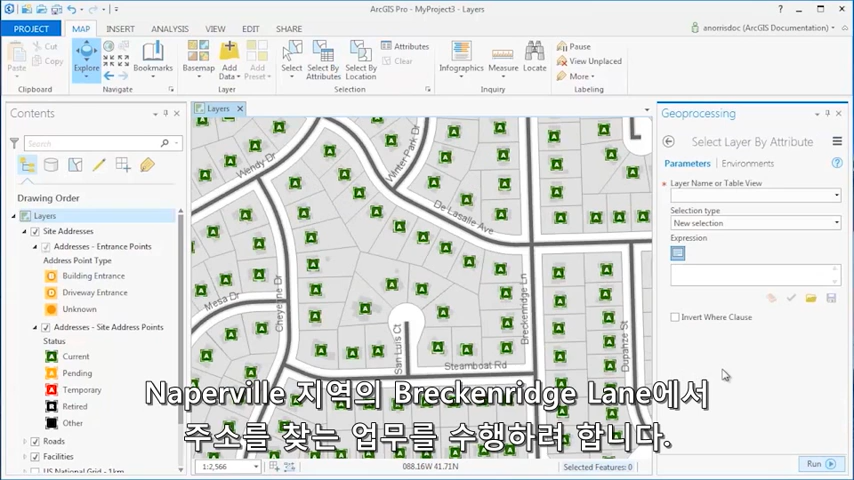 ArcGIS Pro - MyProject3 - Layers
PROJECT MAP INSERT ANALYSIS VIEW EDIT SHARE
anorrisdoc (ArcGIS Documentation)
Paste Cut Copy
Explore Bookmarks
Basemap Add Data Add Preset
Layer
Select Select By Attributes Select By Location Attributes Clear
Selection
Infographics Measure Locate
Inquiry
Pause
View Unplaced
More
Labeling
Contents
Search
Drawing Order
Layers
Site Addresses
Addresses - Entrance Points
Address Point Type
Building Entrance
Driveway Entrance
Unknown
Addresses - Site Address Points
Status
Current
Pending
Temporary
Retired
Other
Roads
Facilities
US National Grid - 1km
Layers
Wendy Dr
Winter Park Dr
De Lasalle Ave
Mesa Dr
Cheyenne Dr
San Luis Ct
Breckenridge Ln
Steamboat Rd
Dupahze St
1:2,566
088.16W 41.71N
Selected Features: 0
Geoprocessing
Select Layer By Attribute
Parameters Environments
Layer Name or Table View
Selection type
New selection
Expression
Invert Where Clause
Run
Naperville 지역의 Breckenridge Lane에서
주소를 찾는 업무를 수행하려 합니다.